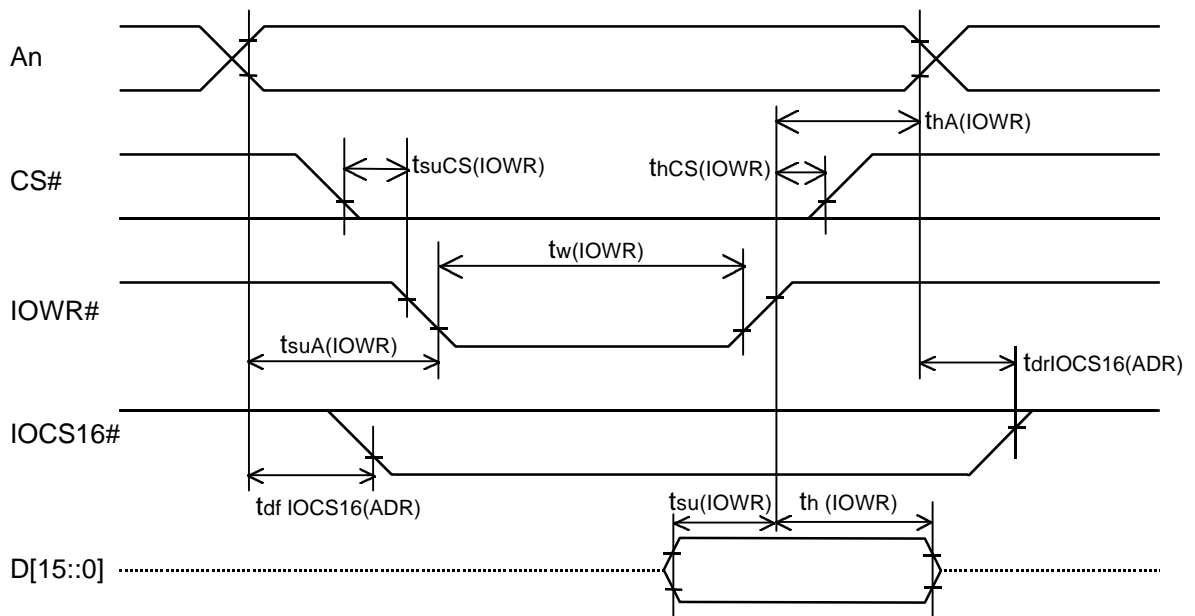 An
thA(IOWR)
CS#
tsuCS(IOWR)
thCS(IOWR)
tw(IOWR)
IOWR#
tsuA(IOWR)
tdrIOCS16(ADR)
IOCS16#
tdf IOCS16(ADR)
tsu(IOWR)
th (IOWR)
D[15::0]